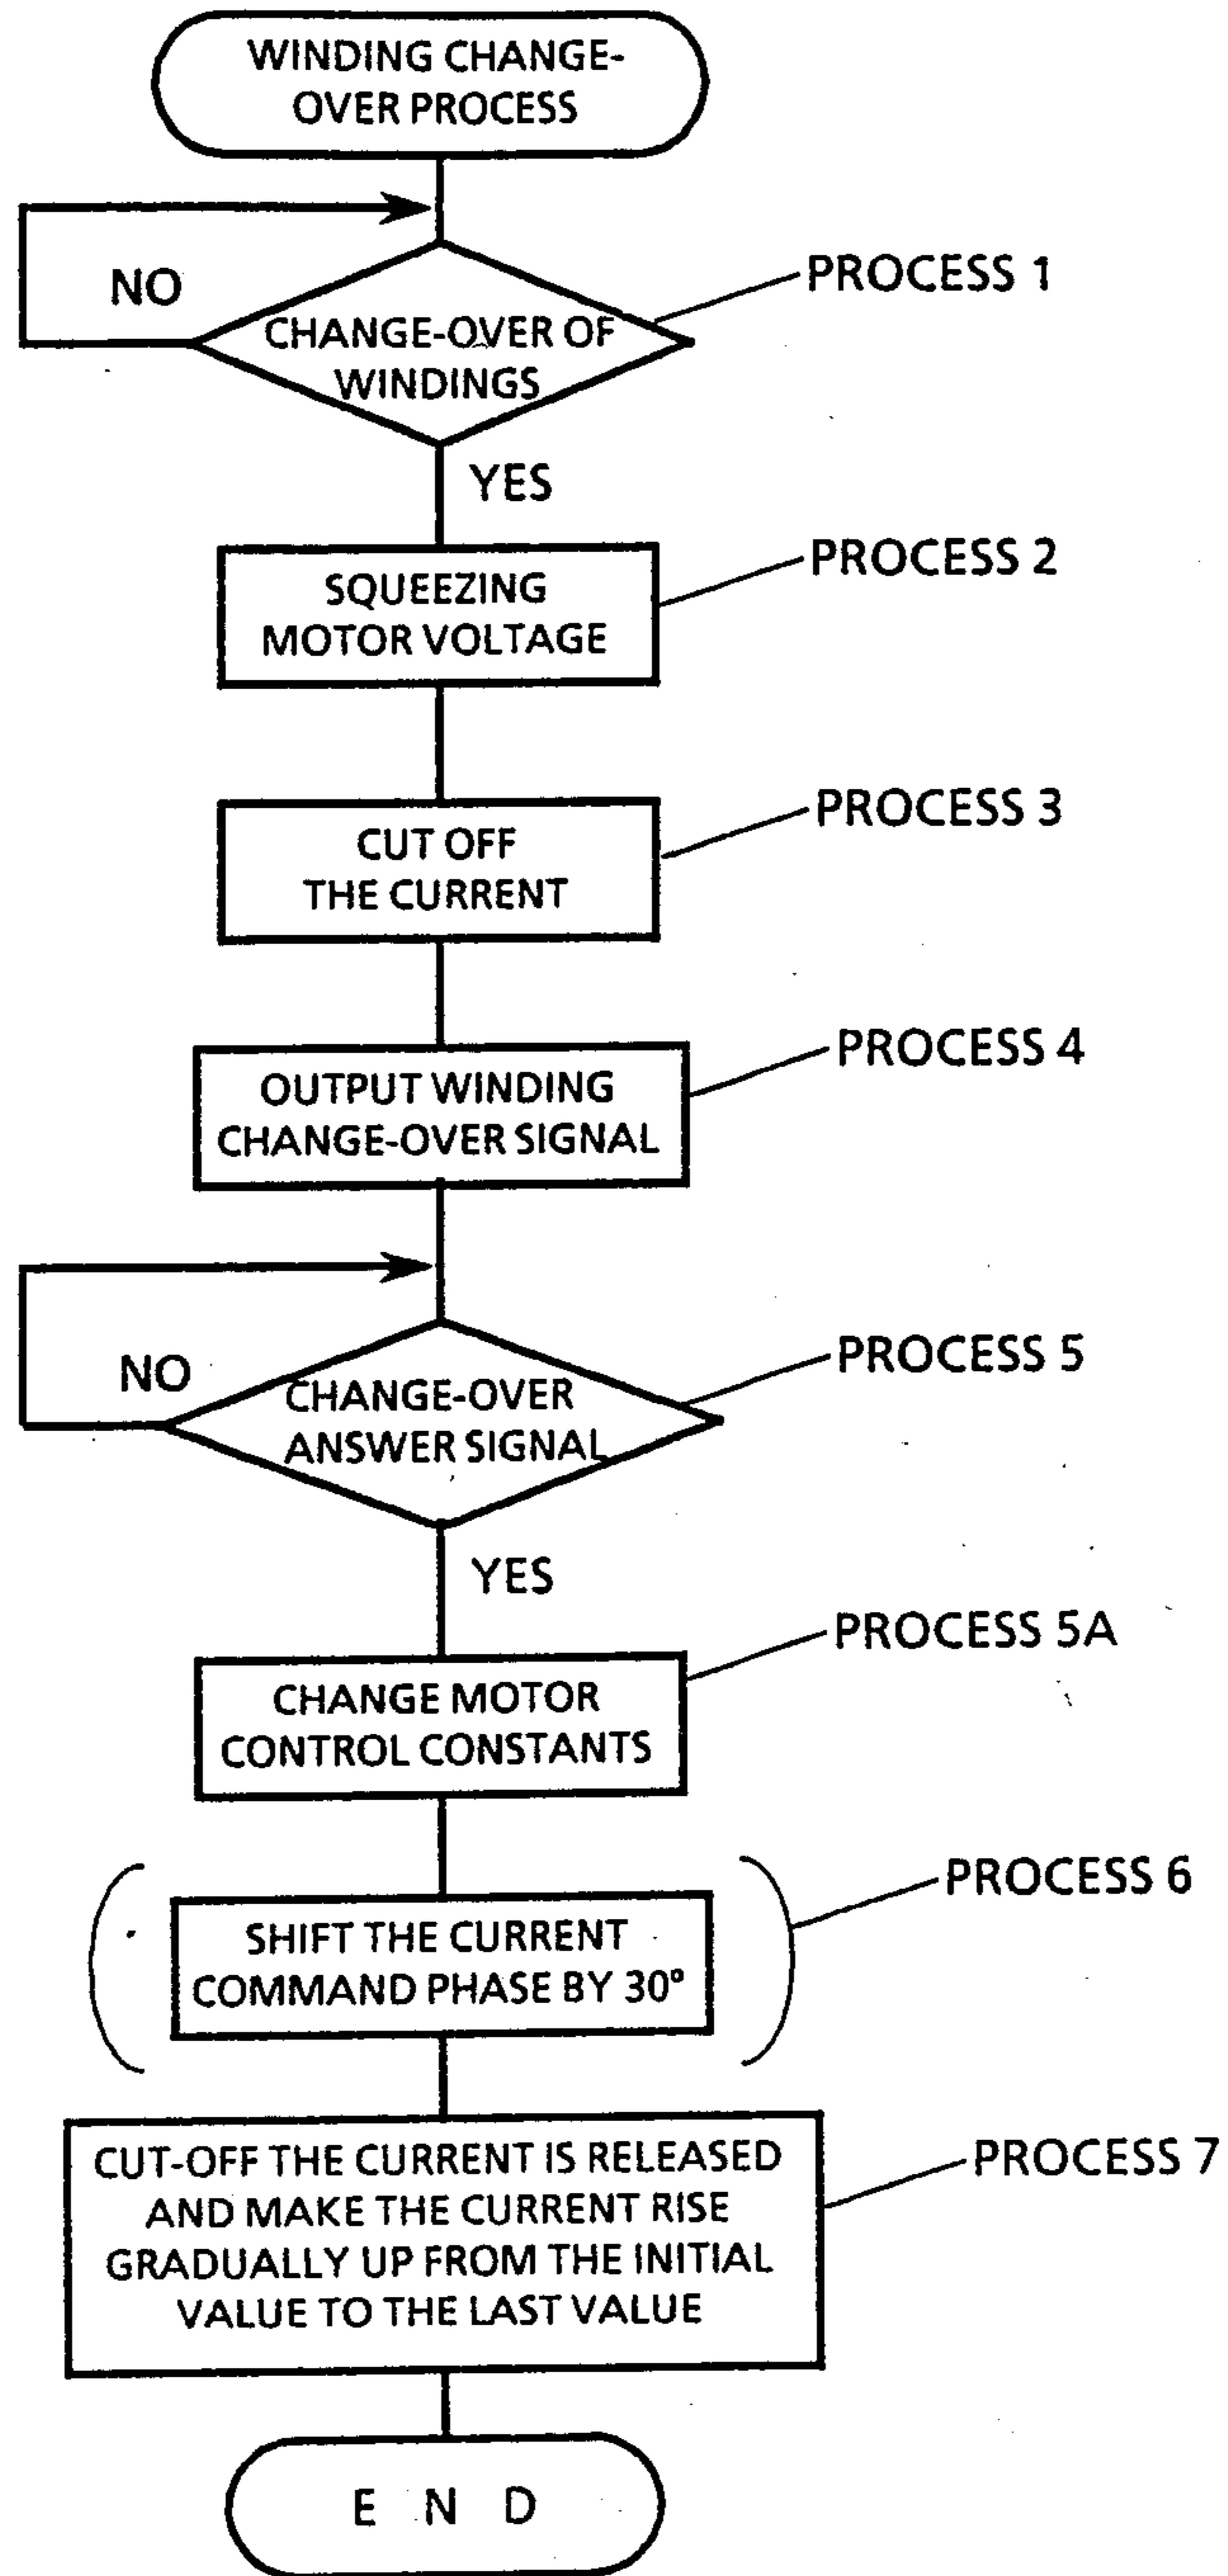 WINDING CHANGE-
OVER PROCESS
NO
PROCESS 1
CHANGE-OVER OF
WINDINGS
YES
PROCESS 2
SQUEEZING
MOTOR VOLTAGE
PROCESS 3
CUT OFF
THE CURRENT
PROCESS 4
OUTPUT WINDING
CHANGE-OVER SIGNAL
PROCESS 5
NO
CHANGE-OVER
ANSWER SIGNAL
YES
PROCESS 5A
CHANGE MOTOR
CONTROL CONSTANTS
PROCESS 6
SHIFT THE CURRENT
COMMAND PHASE BY 30°
PROCESS 7
CUT-OFF THE CURRENT IS RELEASED
AND MAKE THE CURRENT RISE
GRADUALLY UP FROM THE INITIAL
VALUE TO THE LAST VALUE
E N D